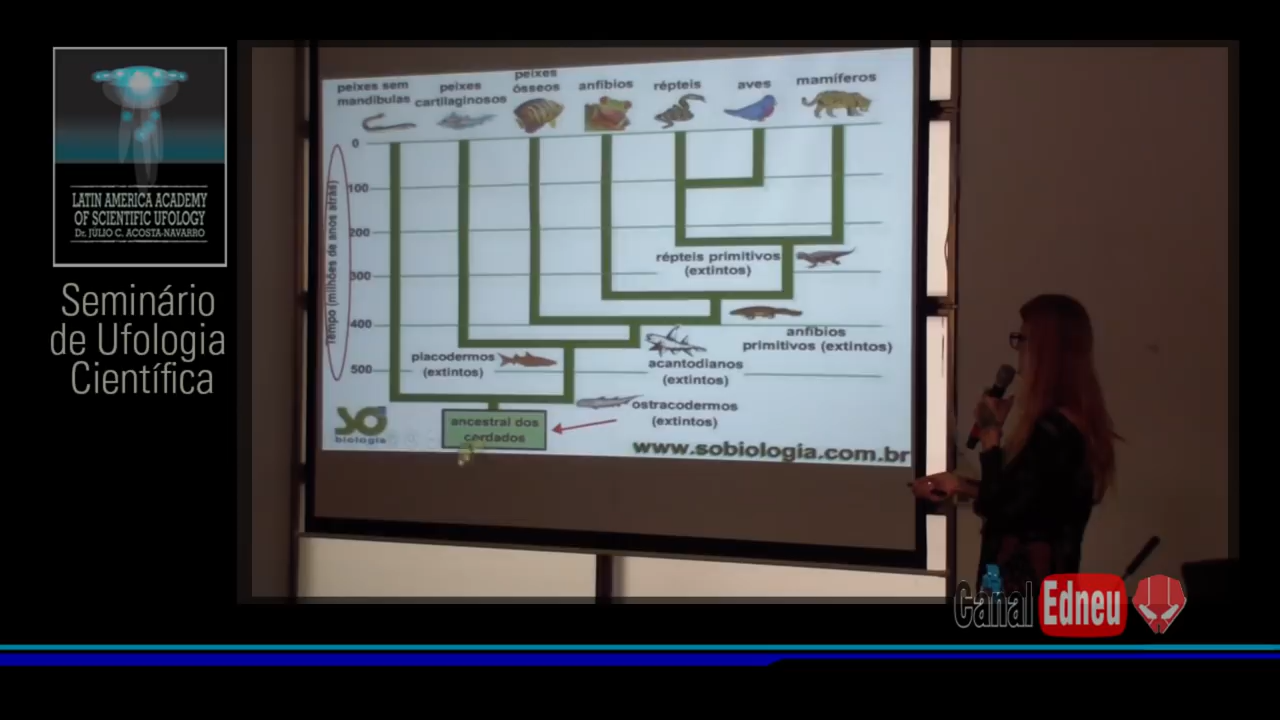 LATIN AMERICA ACADEMY
OF SCIENTIFIC UFOLOGY
Dr. JÚLIO C. ACOSTA-NAVARRO
Seminário
de Ufologia
Científica
peixes sem
mandíbulas
peixes
cartilaginosos
peixes
ósseos
anfíbios
répteis
aves
mamíferos
Tempo (milhões de anos atrás)
0
100
200
300
400
500
répteis primitivos
(extintos)
anfíbios
primitivos (extintos)
acantodianos
(extintos)
placodermos
(extintos)
ostracodermos
(extintos)
ancestral dos
cordados
SO
biologia
www.sobiologia.com.br
Canal Edneu